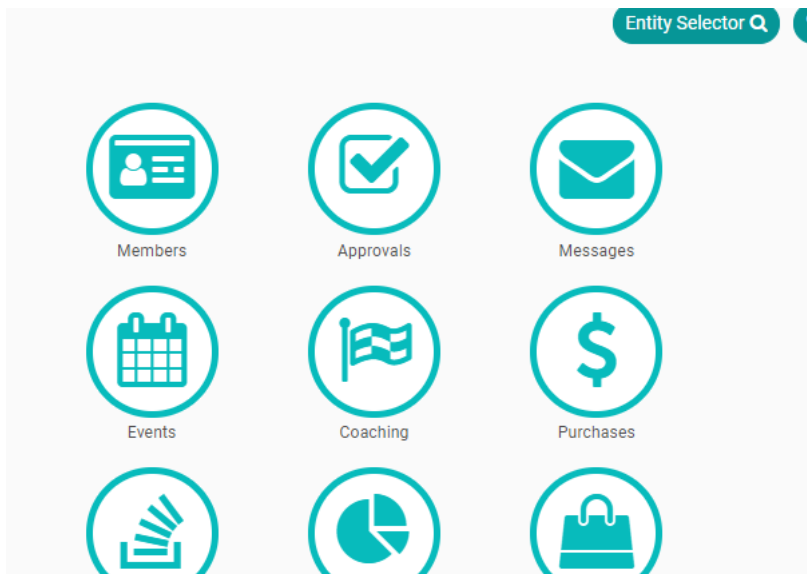 Entity Selector
Members
Approvals
Messages
Events
Coaching
Purchases